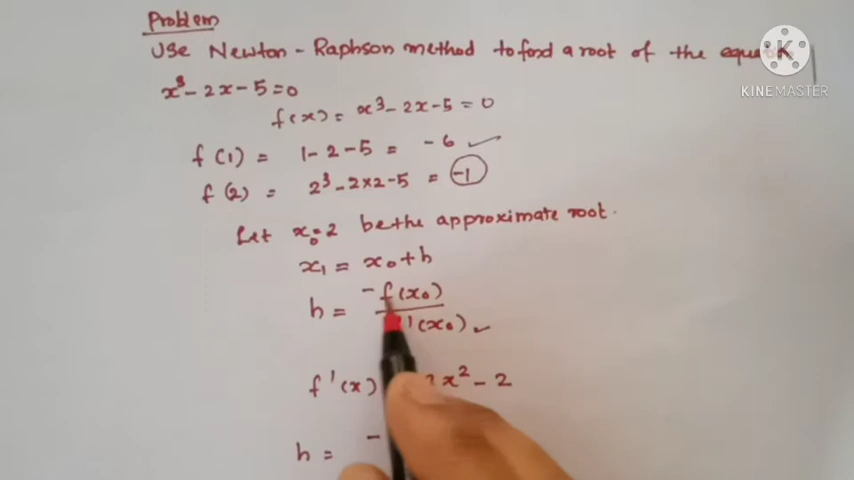 Problem
Use Newton-Raphson method to find a root of the
x³-2x-5=0
f(x) = x³-2x-5=0
f(1) = 1-2-5 = -6 ✓
f(2) = 2³-2×2-5 = -1
Let x₀=2 be the approximate root.
x₁ = x₀+h
h = -f(x₀)
'(x₀) ✓
f'(x) x²-2
h = -
KINEMASTER